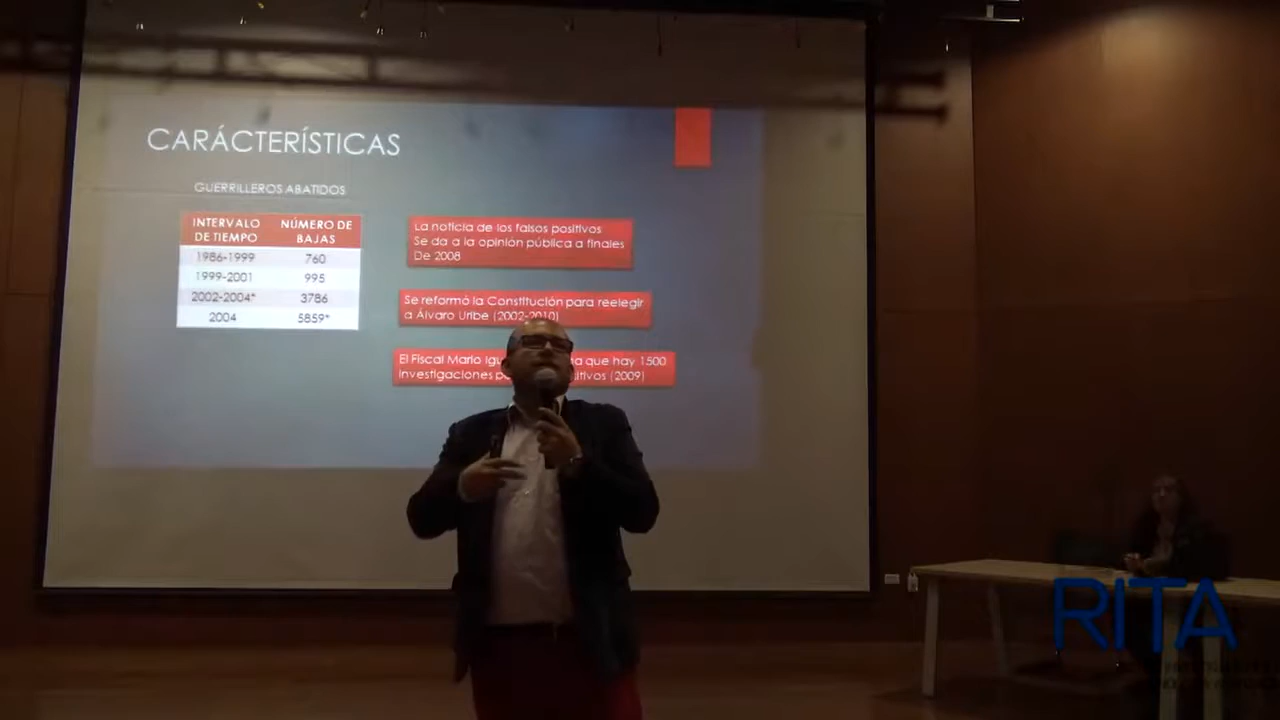 CARÁCTERÍSTICAS
GUERRILLEROS ABATIDOS
INTERVALO DE TIEMPO NÚMERO DE BAJAS
1986-1999 760
1999-2001 995
2002-2004* 3786
2004 5859*
La noticia de los falsos positivos
Se da a la opinión pública a finales
De 2008
Se reformó la Constitución para reelegir
a Álvaro Uribe (2002-2010)
El Fiscal Mario que hay 1500
investigaciones (2009)
RITA